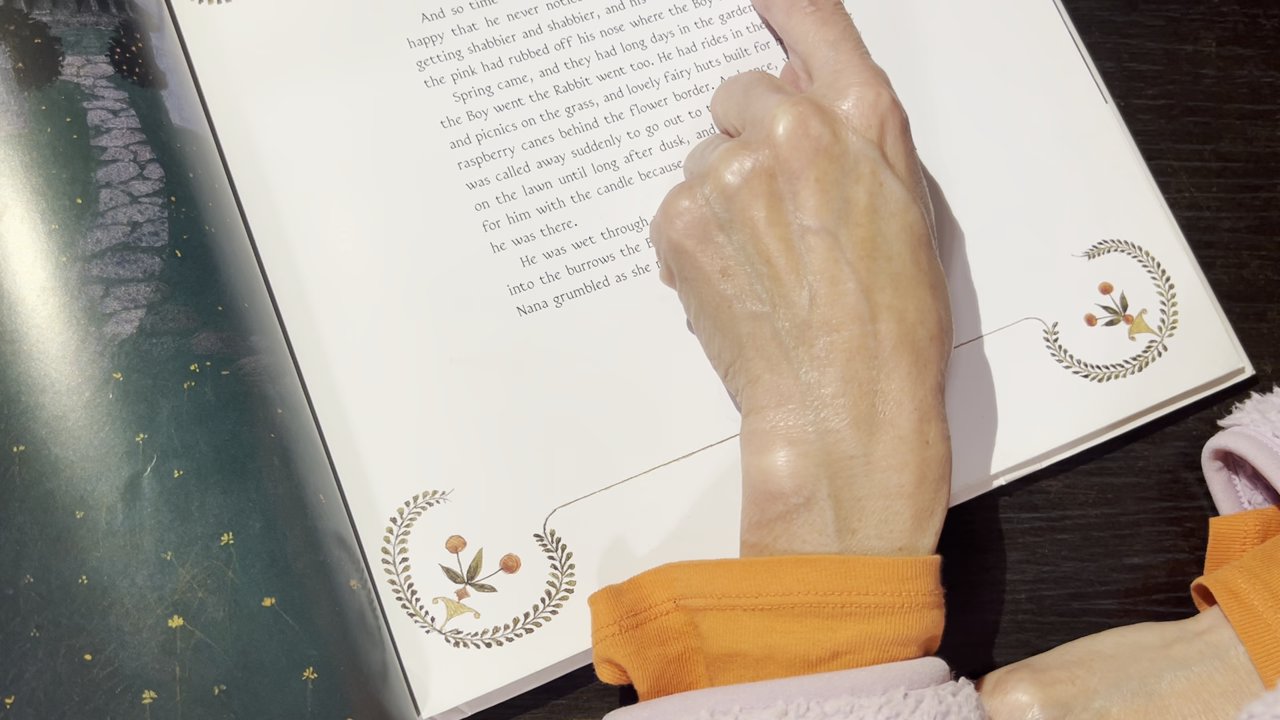 And so time
happy that he never notic
getting shabbier and shabbier, and his
the pink had rubbed off his nose where the Boy
Spring came, and they had long days in the garden
the Boy went the Rabbit went too. He had rides in the
and picnics on the grass, and lovely fairy huts built for
raspberry canes behind the flower border.
was called away suddenly to go out to
on the lawn until long after dusk, and
for him with the candle because
he was there.
He was wet through
into the burrows the
Nana grumbled as she